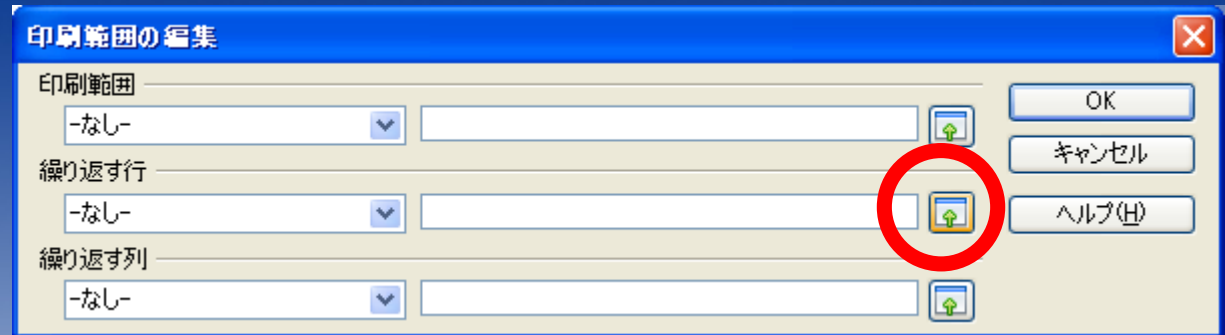 印刷範囲の編集
印刷範囲
-なし-
OK
キャンセル
繰り返す行
-なし-
ヘルプ(H)
繰り返す列
-なし-